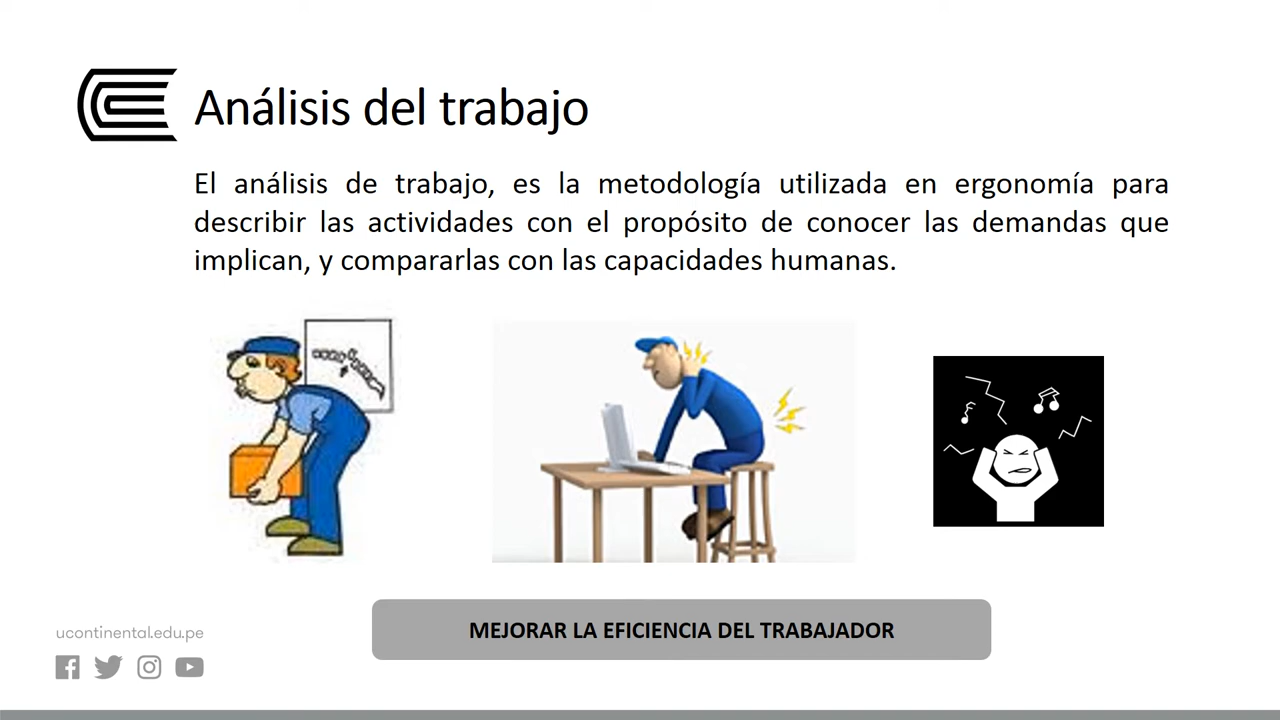 Análisis del trabajo
El análisis de trabajo, es la metodología utilizada en ergonomía para
describir las actividades con el propósito de conocer las demandas que
implican, y compararlas con las capacidades humanas.
MEJORAR LA EFICIENCIA DEL TRABAJADOR
ucontinental.edu.pe